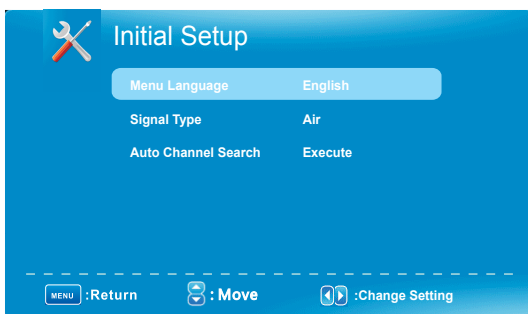 Initial Setup
Menu Language English
Signal Type Air
Auto Channel Search Execute
MENU :Return : Move :Change Setting